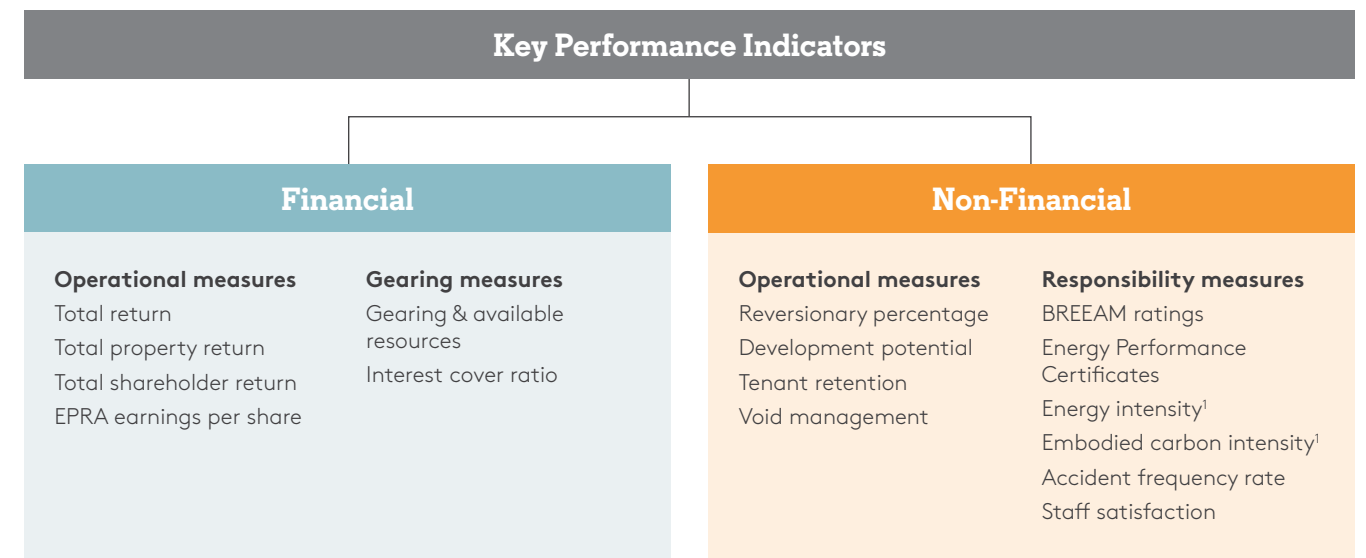 Key Performance Indicators
Financial
Operational measures
Total return
Total property return
Total shareholder return
EPRA earnings per share
Gearing measures
Gearing & available
resources
Interest cover ratio
Non-Financial
Operational measures
Reversionary percentage
Development potential
Tenant retention
Void management
Responsibility measures
BREEAM ratings
Energy Performance
Certificates
Energy intensity¹
Embodied carbon intensity¹
Accident frequency rate
Staff satisfaction